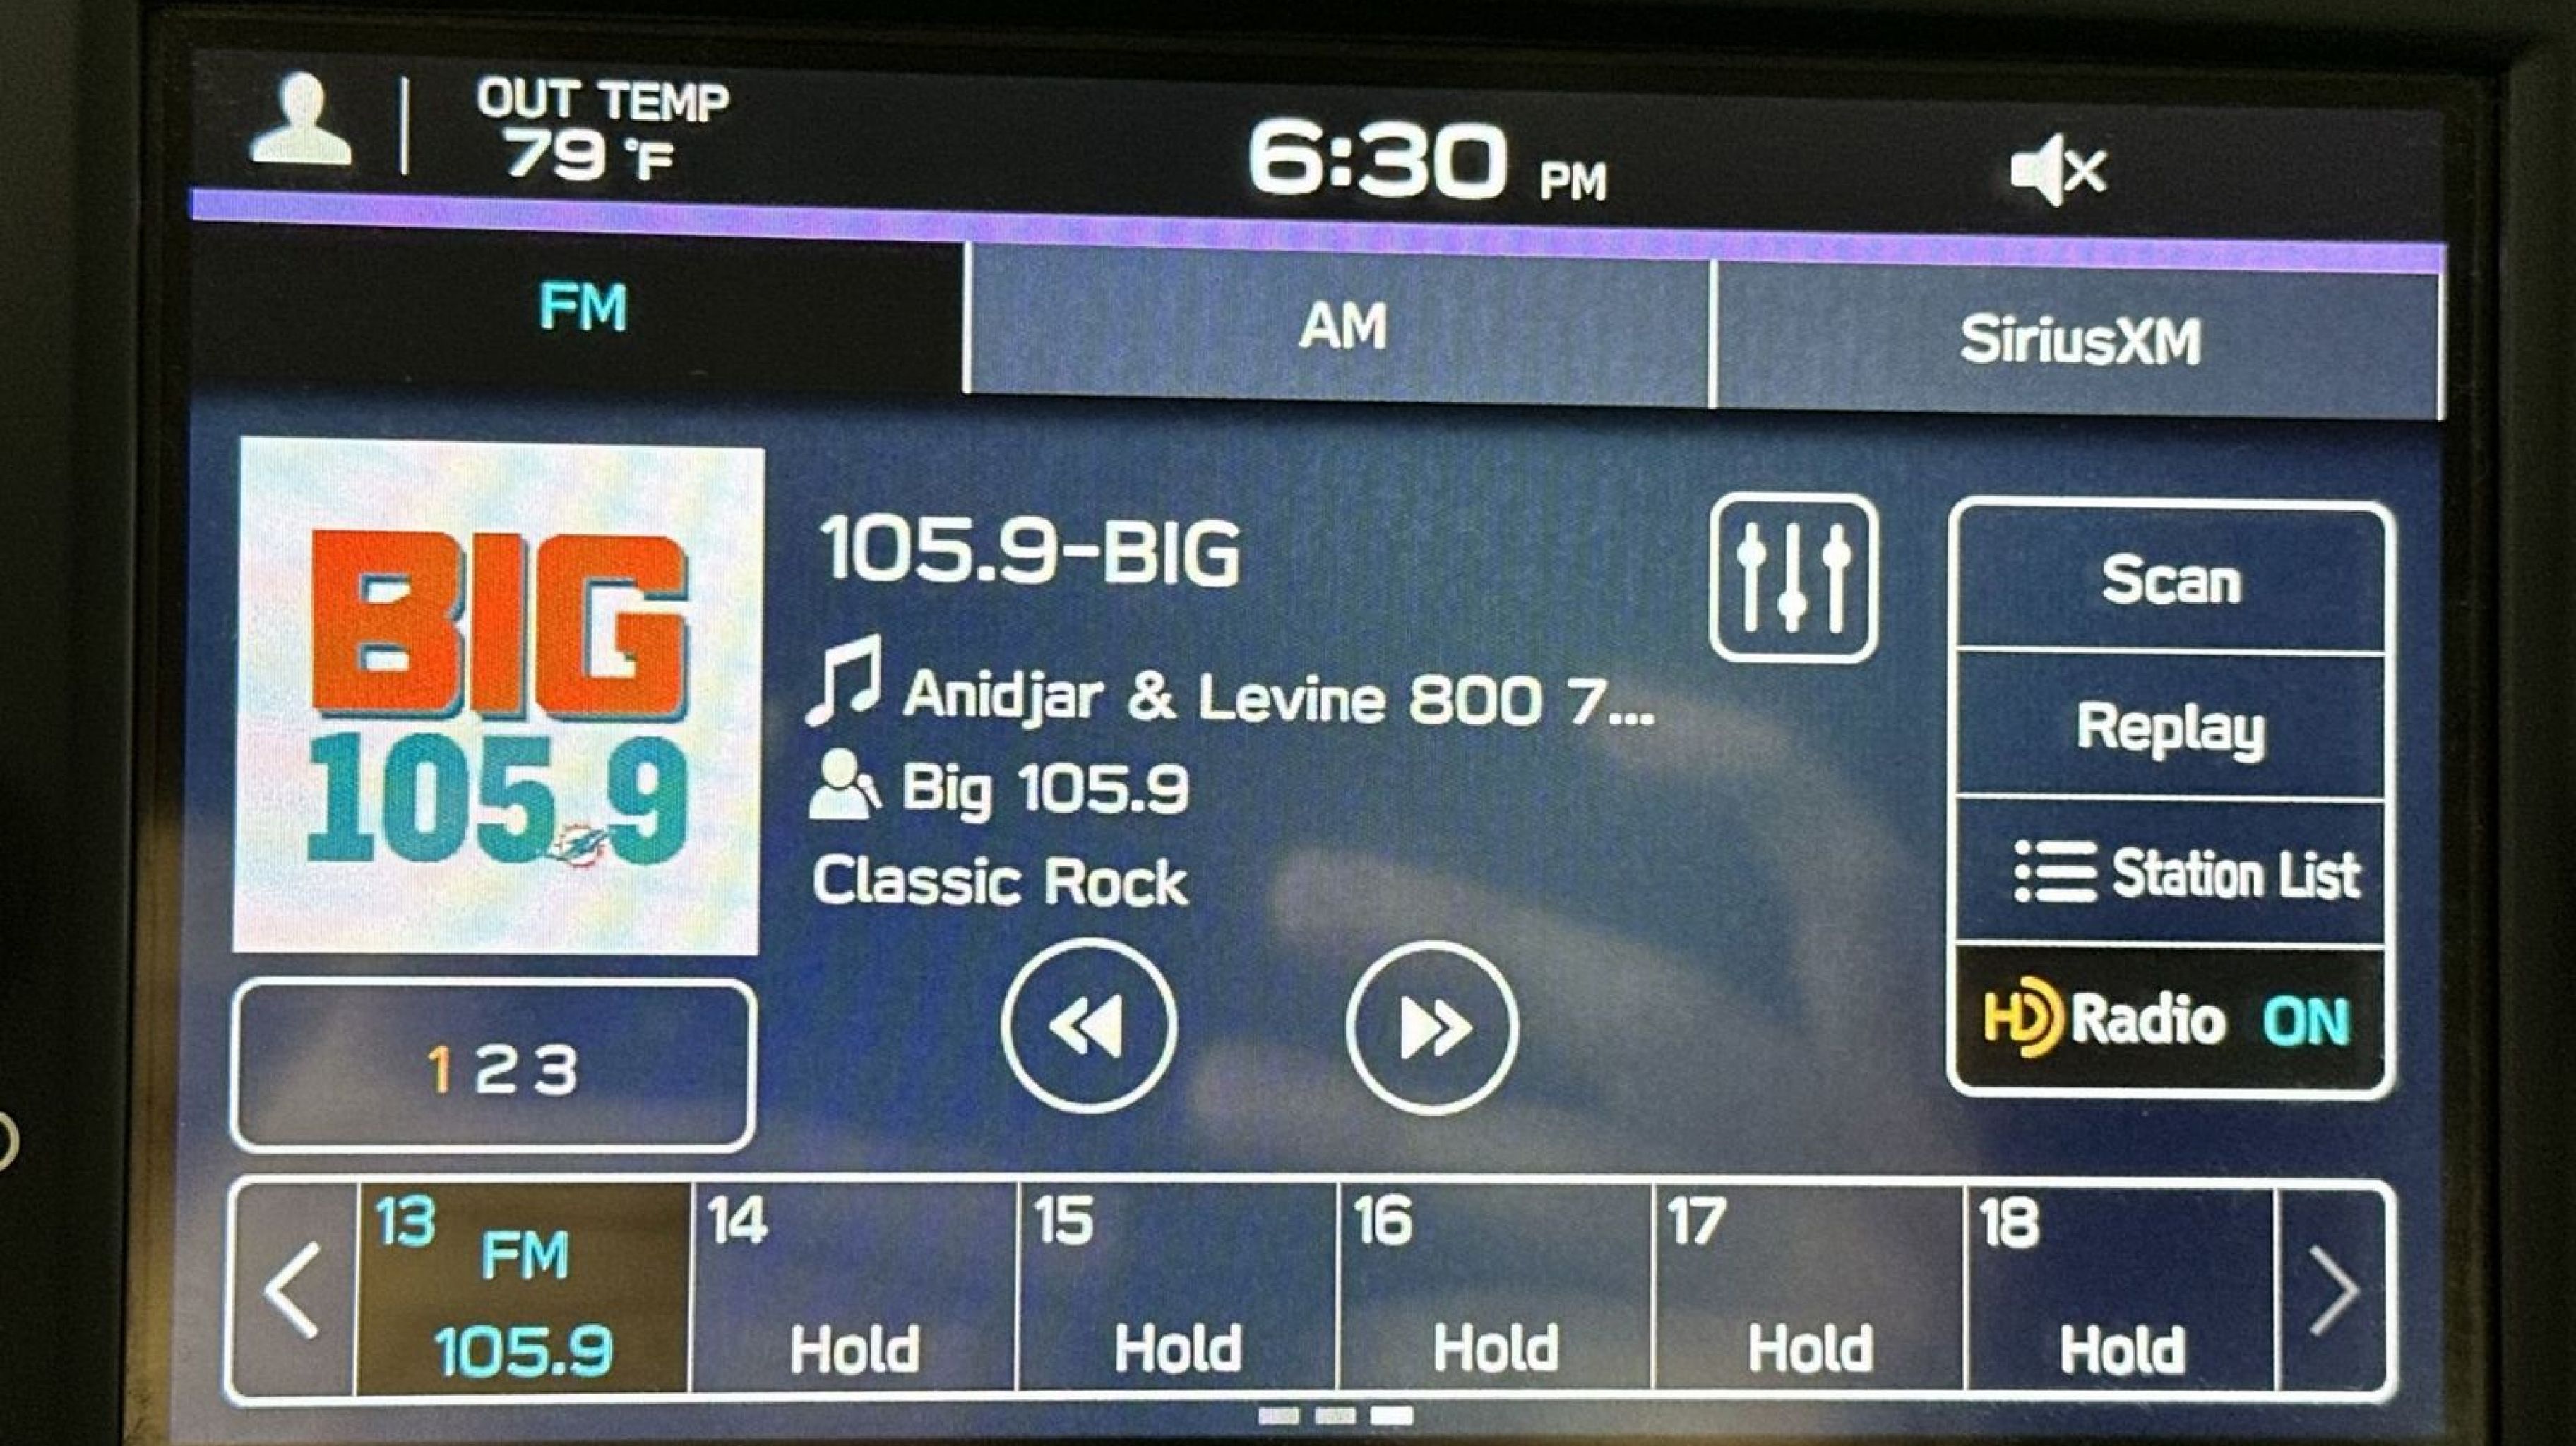 OUT TEMP
79 °F
6:30 PM
FM
AM
SiriusXM
BIG
105.9
105.9-BIG
Anidjar & Levine 800 7...
Big 105.9
Classic Rock
Scan
Replay
Station List
HD Radio ON
1 2 3
13 FM 105.9
14 Hold
15 Hold
16 Hold
17 Hold
18 Hold